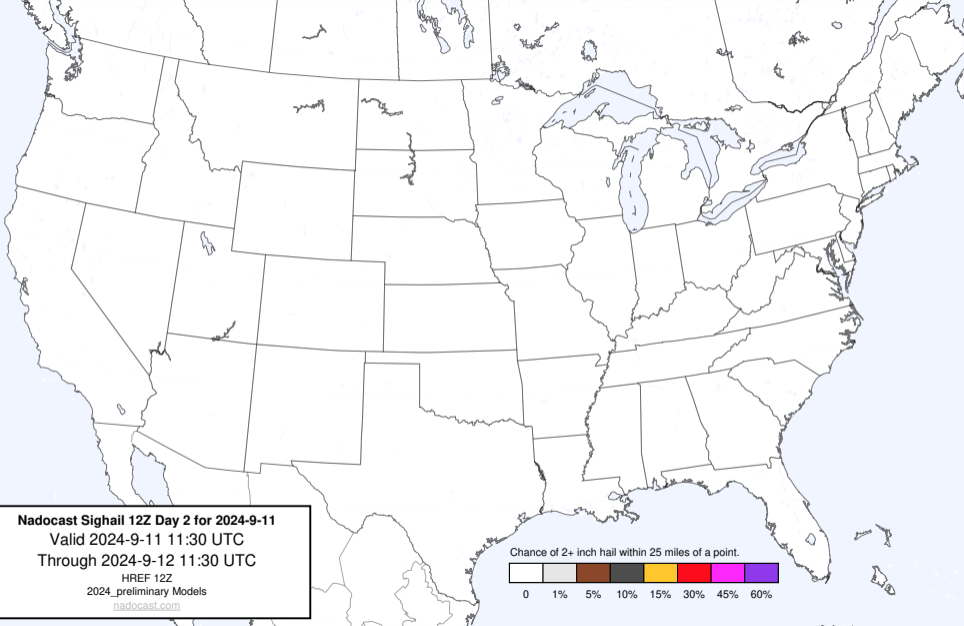 Nadocast Sighail 12Z Day 2 for 2024-9-11
Valid 2024-9-11 11:30 UTC
Through 2024-9-12 11:30 UTC
HREF 12Z
2024_preliminary Models
nadocast.com
Chance of 2+ inch hail within 25 miles of a point.
0 1% 5% 10% 15% 30% 45% 60%